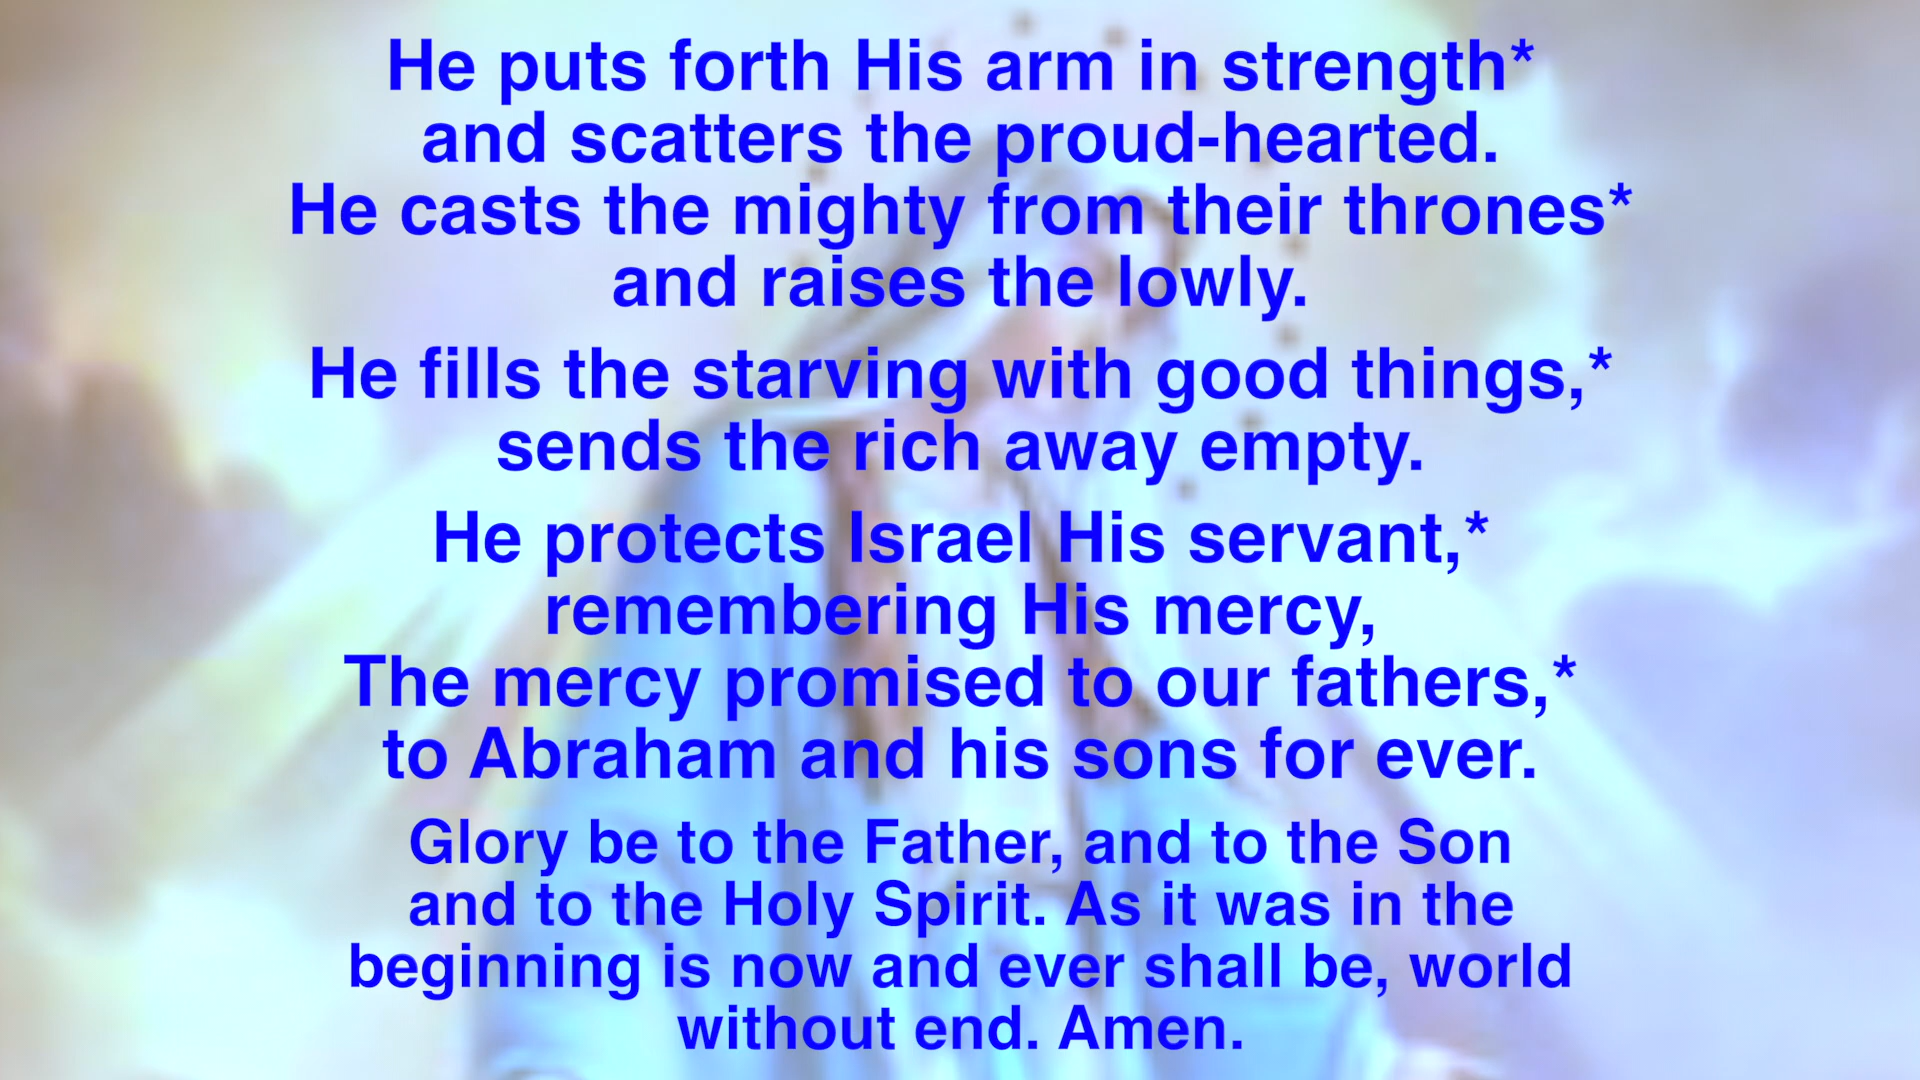 He puts forth His arm in strength*
and scatters the proud-hearted.
He casts the mighty from their thrones*
and raises the lowly.
He fills the starving with good things,*
sends the rich away empty.
He protects Israel His servant,*
remembering His mercy,
The mercy promised to our fathers,*
to Abraham and his sons for ever.
Glory be to the Father, and to the Son
and to the Holy Spirit. As it was in the
beginning is now and ever shall be, world
without end. Amen.